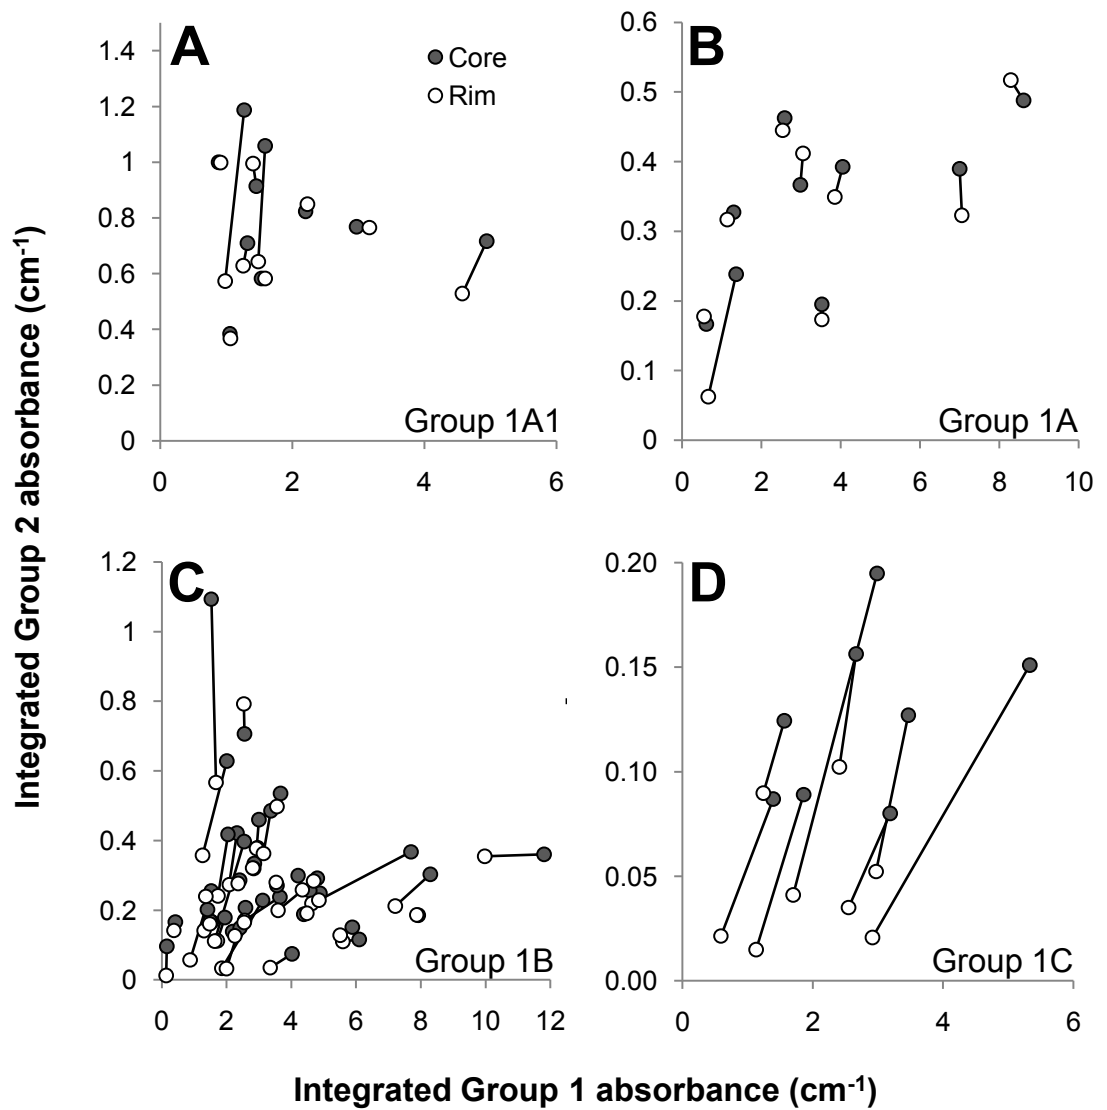 Integrated Group 2 absorbance (cm-1)
A
Core
Rim
1.4
1.2
1
0.8
0.6
0.4
0.2
0
Group 1A1
0 2 4 6
B
0.6
0.5
0.4
0.3
0.2
0.1
0
Group 1A
0 2 4 6 8 10
C
1.2
1
0.8
0.6
0.4
0.2
0
Group 1B
0 2 4 6 8 10 12
D
0.20
0.15
0.10
0.05
0.00
Group 1C
0 2 4 6
Integrated Group 1 absorbance (cm-1)